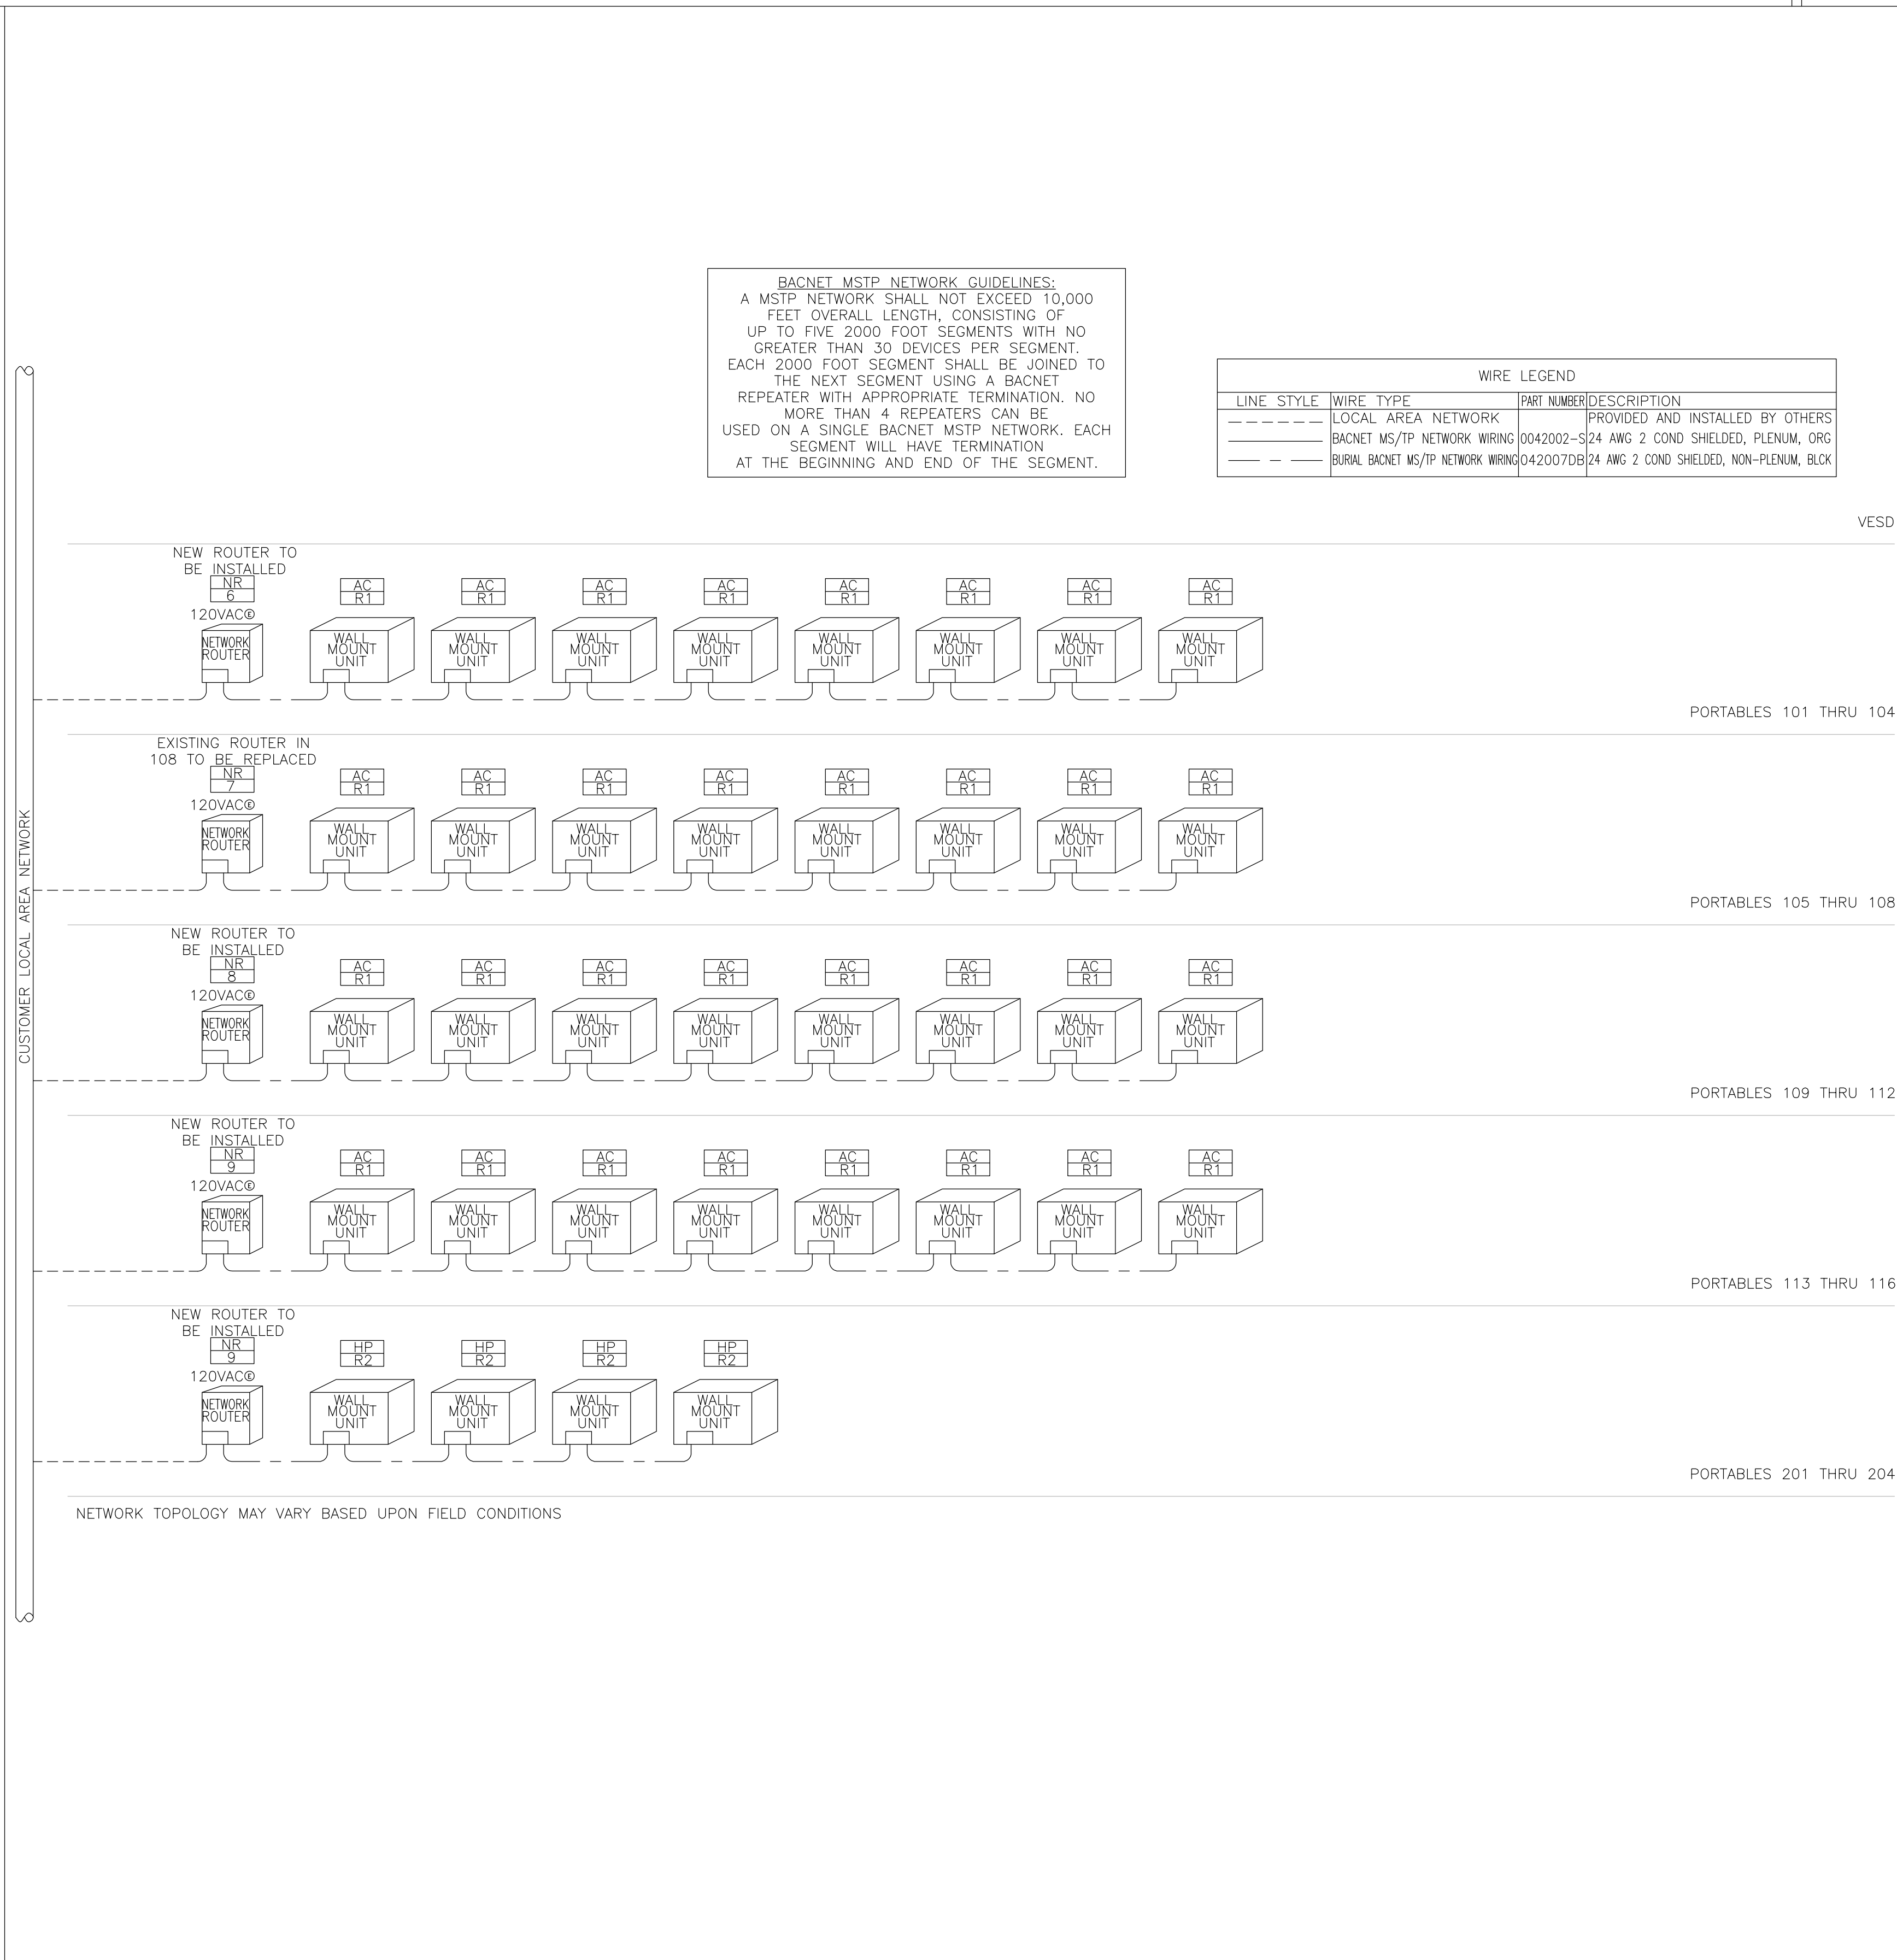 BACNET MSTP NETWORK GUIDELINES:
A MSTP NETWORK SHALL NOT EXCEED 10,000
FEET OVERALL LENGTH, CONSISTING OF
UP TO FIVE 2000 FOOT SEGMENTS WITH NO
GREATER THAN 30 DEVICES PER SEGMENT.
EACH 2000 FOOT SEGMENT SHALL BE JOINED TO
THE NEXT SEGMENT USING A BACNET
REPEATER WITH APPROPRIATE TERMINATION. NO
MORE THAN 4 REPEATERS CAN BE
USED ON A SINGLE BACNET MSTP NETWORK. EACH
SEGMENT WILL HAVE TERMINATION
AT THE BEGINNING AND END OF THE SEGMENT.
WIRE LEGEND
LINE STYLE WIRE TYPE PART NUMBER DESCRIPTION
LOCAL AREA NETWORK PROVIDED AND INSTALLED BY OTHERS
BACNET MS/TP NETWORK WIRING 0042002-S 24 AWG 2 COND SHIELDED, PLENUM, ORG
BURIAL BACNET MS/TP NETWORK WIRING 042007DB 24 AWG 2 COND SHIELDED, NON-PLENUM, BLCK
VESD
CUSTOMER LOCAL AREA NETWORK
NEW ROUTER TO
BE INSTALLED
NR
6
120VACⒺ
AC AC AC AC AC AC AC AC
R1 R1 R1 R1 R1 R1 R1 R1
NETWORK
ROUTER
WALL WALL WALL WALL WALL WALL WALL WALL
MOUNT MOUNT MOUNT MOUNT MOUNT MOUNT MOUNT MOUNT
UNIT UNIT UNIT UNIT UNIT UNIT UNIT UNIT
PORTABLES 101 THRU 104
EXISTING ROUTER IN
108 TO BE REPLACED
NR
7
120VACⒺ
AC AC AC AC AC AC AC AC
R1 R1 R1 R1 R1 R1 R1 R1
NETWORK
ROUTER
WALL WALL WALL WALL WALL WALL WALL WALL
MOUNT MOUNT MOUNT MOUNT MOUNT MOUNT MOUNT MOUNT
UNIT UNIT UNIT UNIT UNIT UNIT UNIT UNIT
PORTABLES 105 THRU 108
NEW ROUTER TO
BE INSTALLED
NR
8
120VACⒺ
AC AC AC AC AC AC AC AC
R1 R1 R1 R1 R1 R1 R1 R1
NETWORK
ROUTER
WALL WALL WALL WALL WALL WALL WALL WALL
MOUNT MOUNT MOUNT MOUNT MOUNT MOUNT MOUNT MOUNT
UNIT UNIT UNIT UNIT UNIT UNIT UNIT UNIT
PORTABLES 109 THRU 112
NEW ROUTER TO
BE INSTALLED
NR
9
120VACⒺ
AC AC AC AC AC AC AC AC
R1 R1 R1 R1 R1 R1 R1 R1
NETWORK
ROUTER
WALL WALL WALL WALL WALL WALL WALL WALL
MOUNT MOUNT MOUNT MOUNT MOUNT MOUNT MOUNT MOUNT
UNIT UNIT UNIT UNIT UNIT UNIT UNIT UNIT
PORTABLES 113 THRU 116
NEW ROUTER TO
BE INSTALLED
NR
9
120VACⒺ
HP HP HP HP
R2 R2 R2 R2
NETWORK
ROUTER
WALL WALL WALL WALL
MOUNT MOUNT MOUNT MOUNT
UNIT UNIT UNIT UNIT
PORTABLES 201 THRU 204
NETWORK TOPOLOGY MAY VARY BASED UPON FIELD CONDITIONS